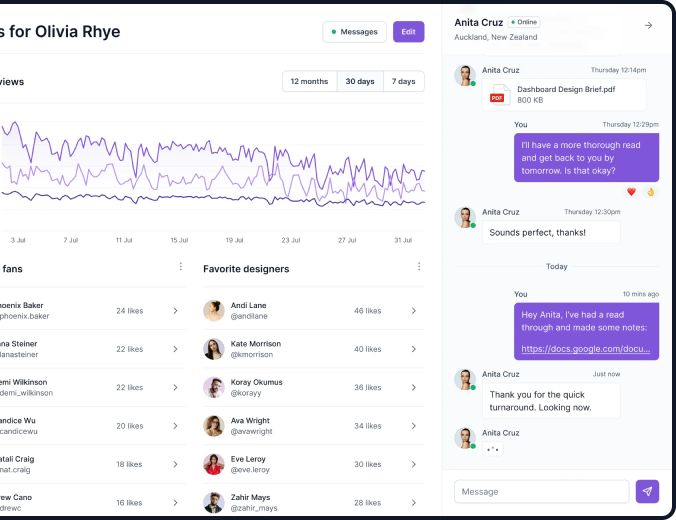 s for Olivia Rhye
Messages
Edit
views
12 months
30 days
7 days
3 Jul
7 Jul
11 Jul
15 Jul
19 Jul
23 Jul
27 Jul
31 Jul
fans
hoenix Baker
phoenix.baker
24 likes
na Steiner
lanasteiner
22 likes
emi Wilkinson
demi_wilkinson
22 likes
andice Wu
candicewu
20 likes
atali Craig
nat.craig
18 likes
rew Cano
drewc
16 likes
Favorite designers
Andi Lane
@andilane
46 likes
Kate Morrison
@kmorrison
40 likes
Koray Okumus
@korayy
36 likes
Ava Wright
@avawright
34 likes
Eve Leroy
@eve.leroy
30 likes
Zahir Mays
@zahir_mays
28 likes
Anita Cruz
Online
Auckland, New Zealand
Anita Cruz
Thursday 12:14pm
PDF
Dashboard Design Brief.pdf
800 KB
You
Thursday 12:29pm
I'll have a more thorough read
and get back to you by
tomorrow. Is that okay?
Anita Cruz
Thursday 12:30pm
Sounds perfect, thanks!
Today
You
10 mins ago
Hey Anita, I've had a read
through and made some notes:
https://docs.google.com/docu...
Anita Cruz
Just now
Thank you for the quick
turnaround. Looking now.
Anita Cruz
Message